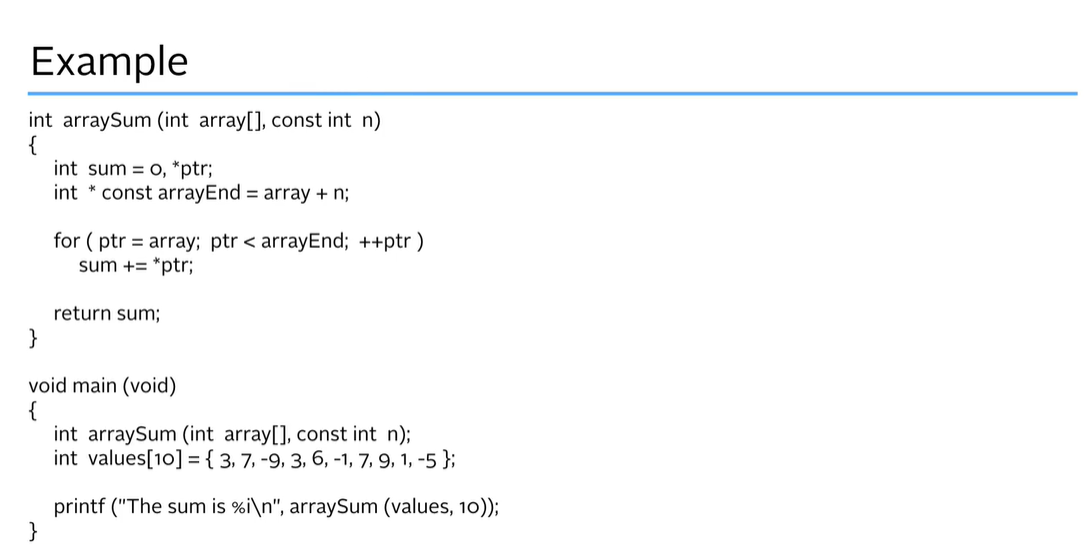 Example
int  arraySum (int  array[], const int  n)
{
int  sum = 0, *ptr;
int  * const arrayEnd = array + n;
for ( ptr = array;  ptr < arrayEnd;  ++ptr )
sum += *ptr;
return sum;
}
void main (void)
{
int  arraySum (int  array[], const int  n);
int  values[10] = { 3, 7, -9, 3, 6, -1, 7, 9, 1, -5 };
printf ("The sum is %i\n", arraySum (values, 10));
}